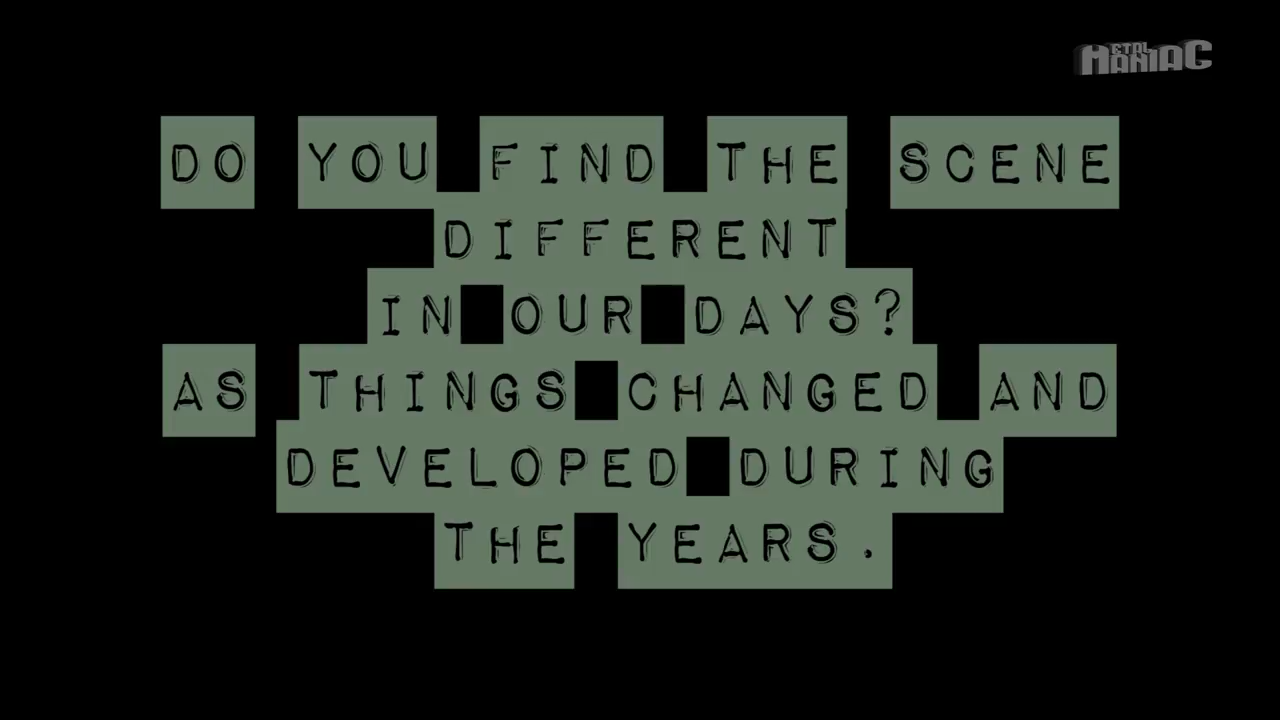 METAL MANIAC
DO YOU FIND THE SCENE
DIFFERENT
IN OUR DAYS?
AS THINGS CHANGED AND
DEVELOPED DURING
THE YEARS.